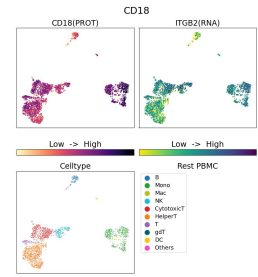 CD18
CD18(PROT)
ITGB2(RNA)
Low -> High
Low -> High
Celltype
Rest PBMC
B
Mono
Mac
NK
CytotoxicT
HelperT
T
gdT
DC
Others